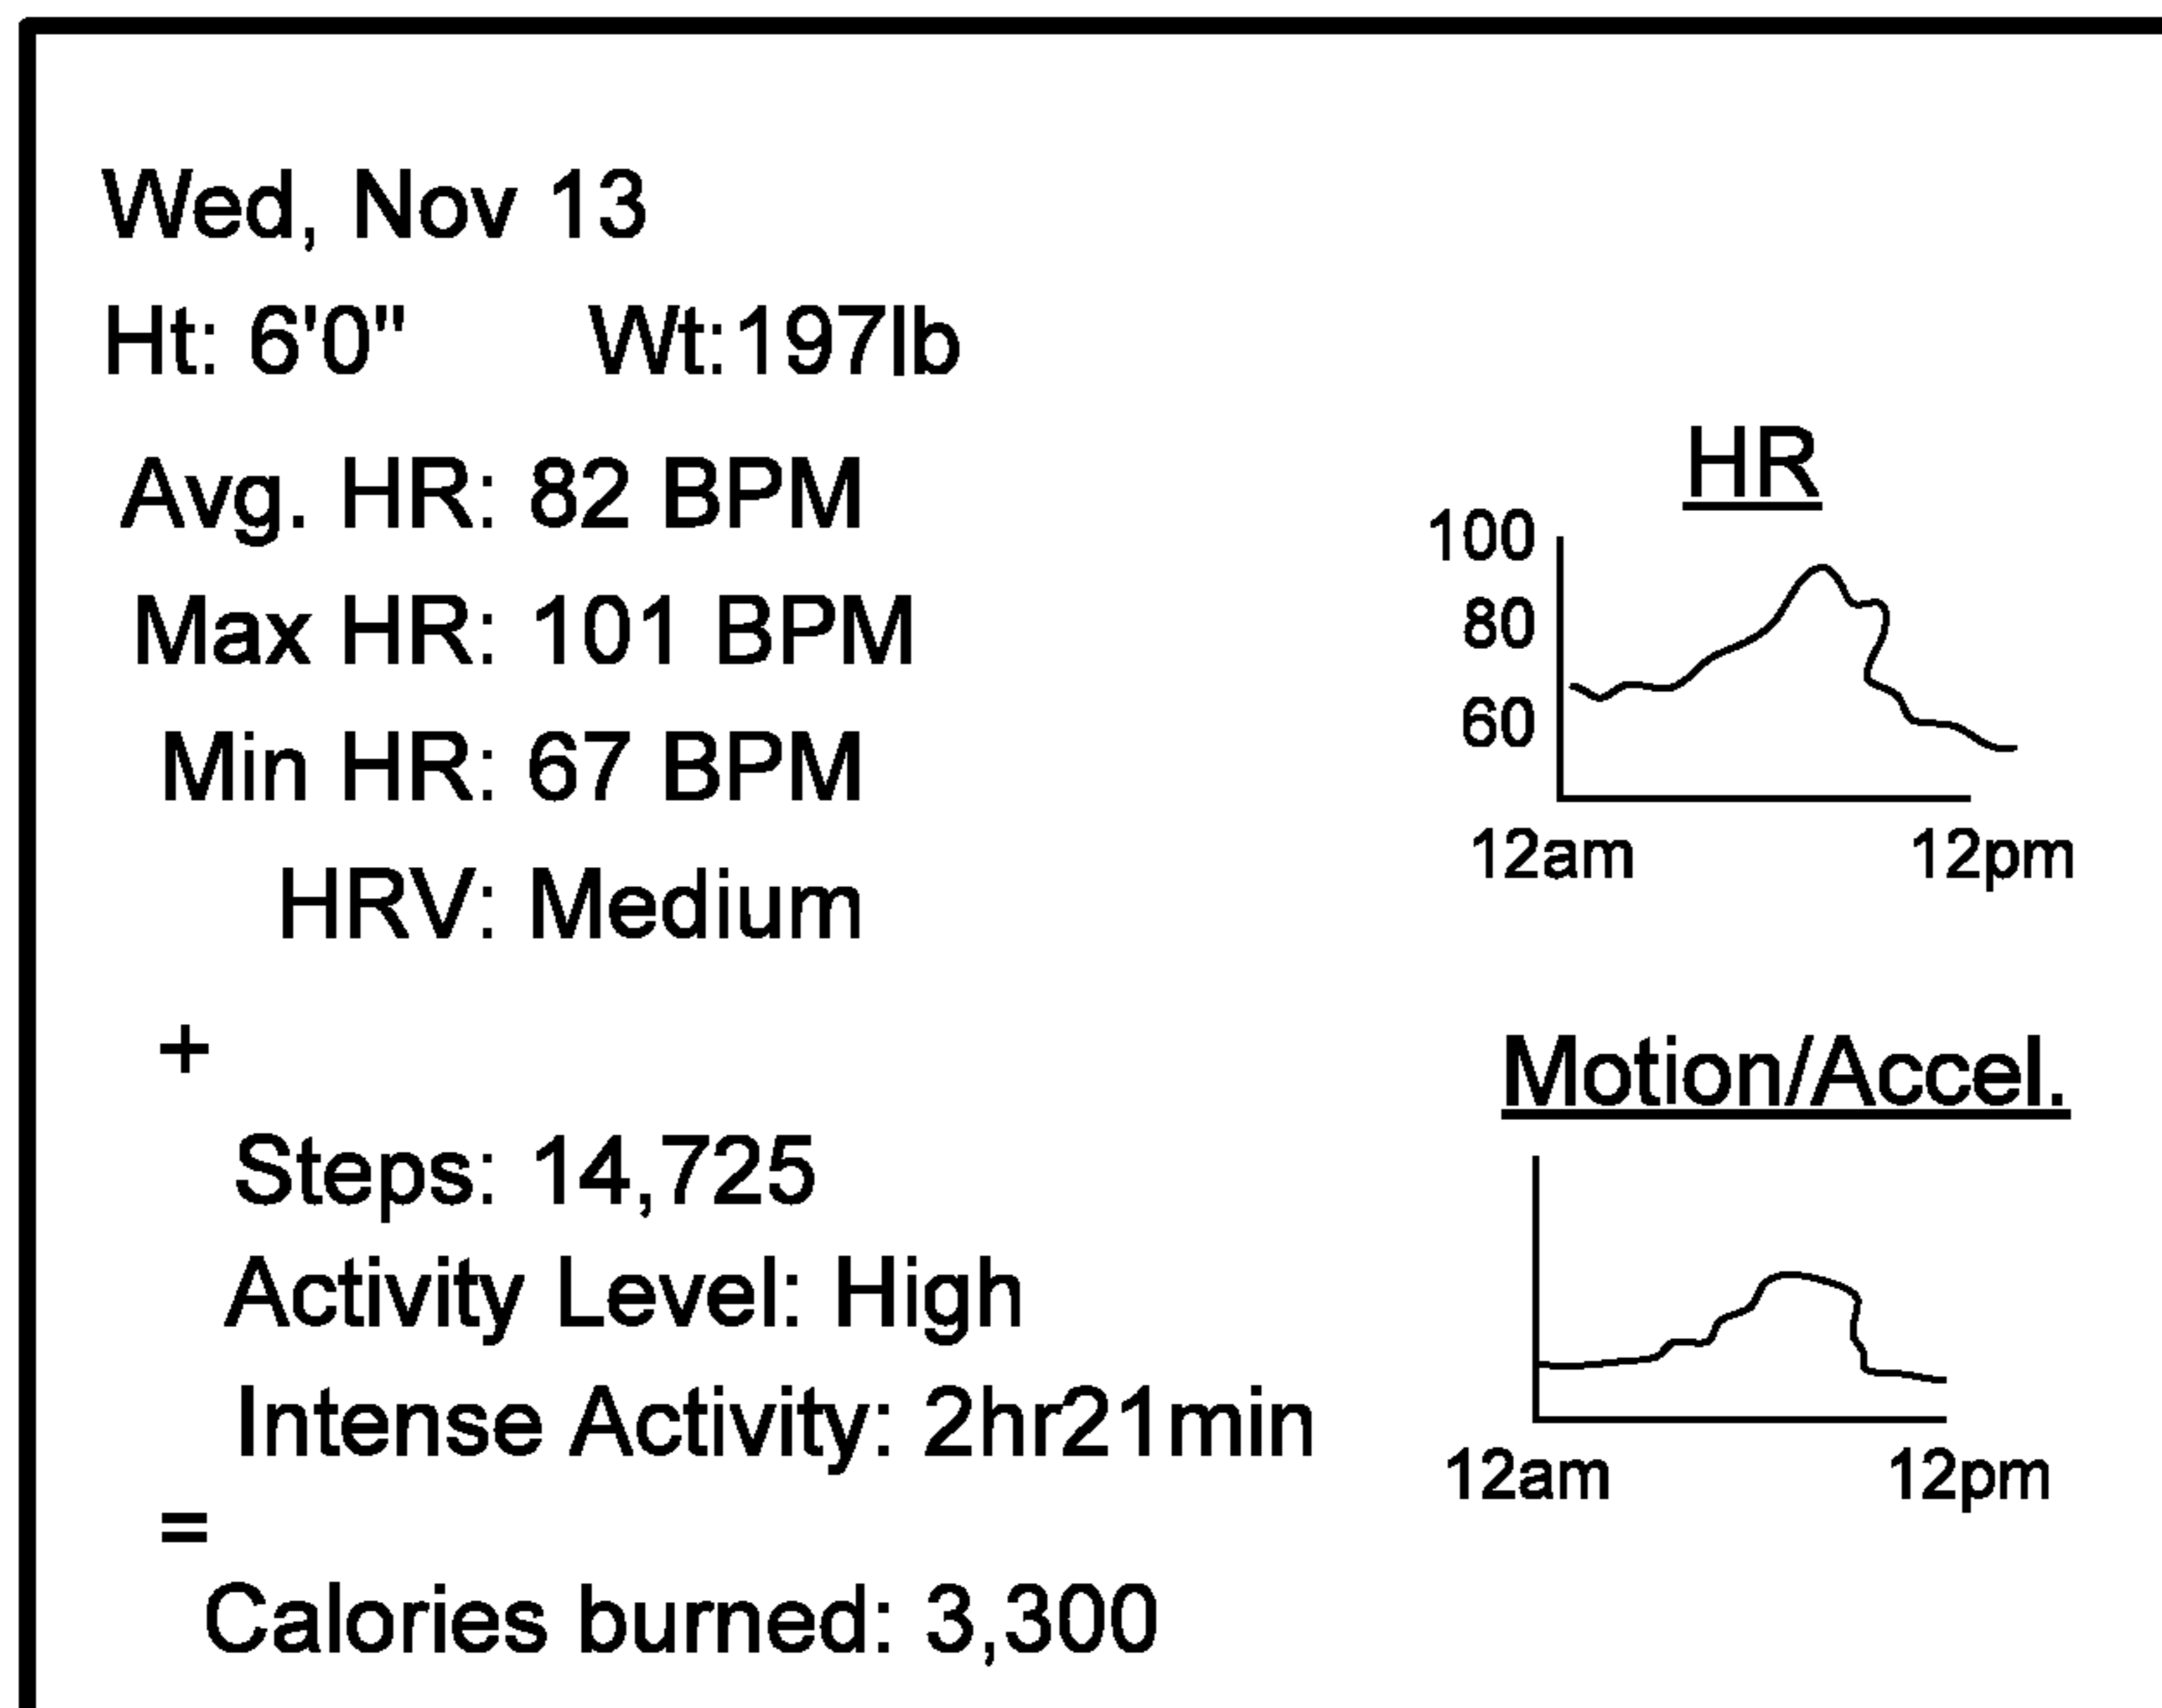 Wed, Nov 13
Ht: 6'0" Wt:197lb
Avg. HR: 82 BPM
Max HR: 101 BPM
Min HR: 67 BPM
HRV: Medium
+
Steps: 14,725
Activity Level: High
Intense Activity: 2hr21min
=
Calories burned: 3,300
HR
100
80
60
12am 12pm
Motion/Accel.
12am 12pm